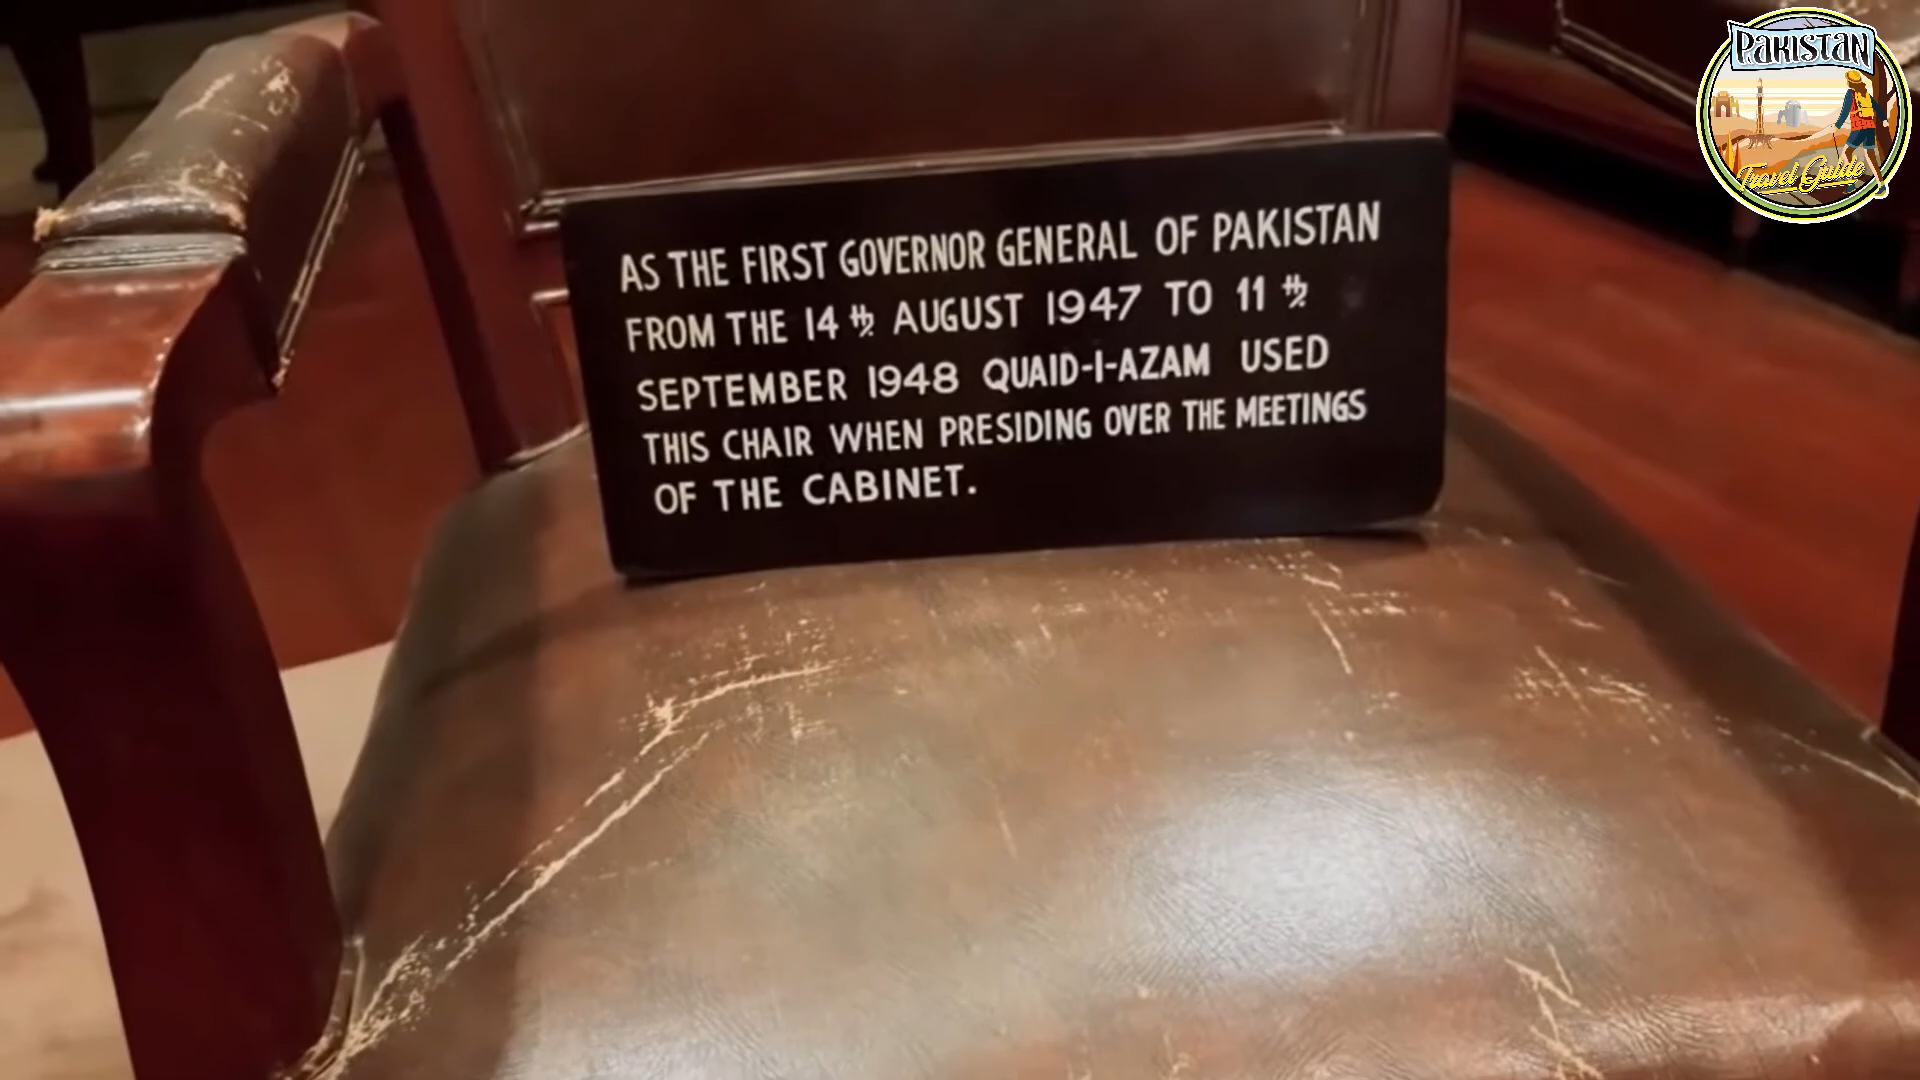 PAKISTAN
Travel Guide
AS THE FIRST GOVERNOR GENERAL OF PAKISTAN
FROM THE 14th AUGUST 1947 TO 11th
SEPTEMBER 1948 QUAID-I-AZAM USED
THIS CHAIR WHEN PRESIDING OVER THE MEETINGS
OF THE CABINET.